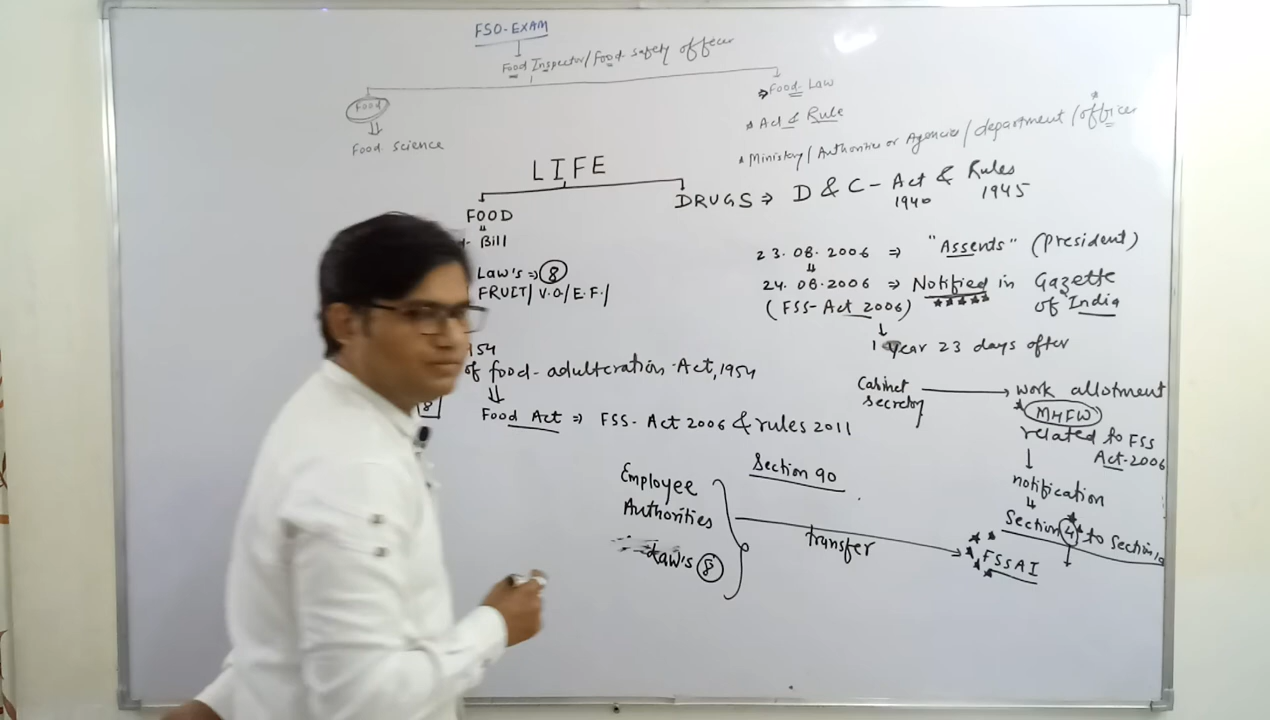 FSO-EXAM
Food Inspector/Food safety officer
Food
Food science
Food-Law
Act & Rule
Ministory/Authorities or Agencies/department/officer
LIFE
FOOD
DRUGS ⇒ D & C - Act & Rules
1940 1945
Bill
Law's ⇒ 8
FRUIT/V.O/E.F./
954
of food-adulteration-Act, 1954
8
Food Act ⇒ FSS-Act 2006 & rules 2011
23.08.2006 ⇒ "Assents" (President)
24.08.2006 ⇒ Notified in Gazette
of India
(FSS-Act 2006)
1 year 23 days after
Cabinet
secretory
work allotment
MHFW
related to FSS
Act-2006
notification
Section 4 to Section
Section 90
Employee
Authorities
Law's 8
transfer
FSSAI